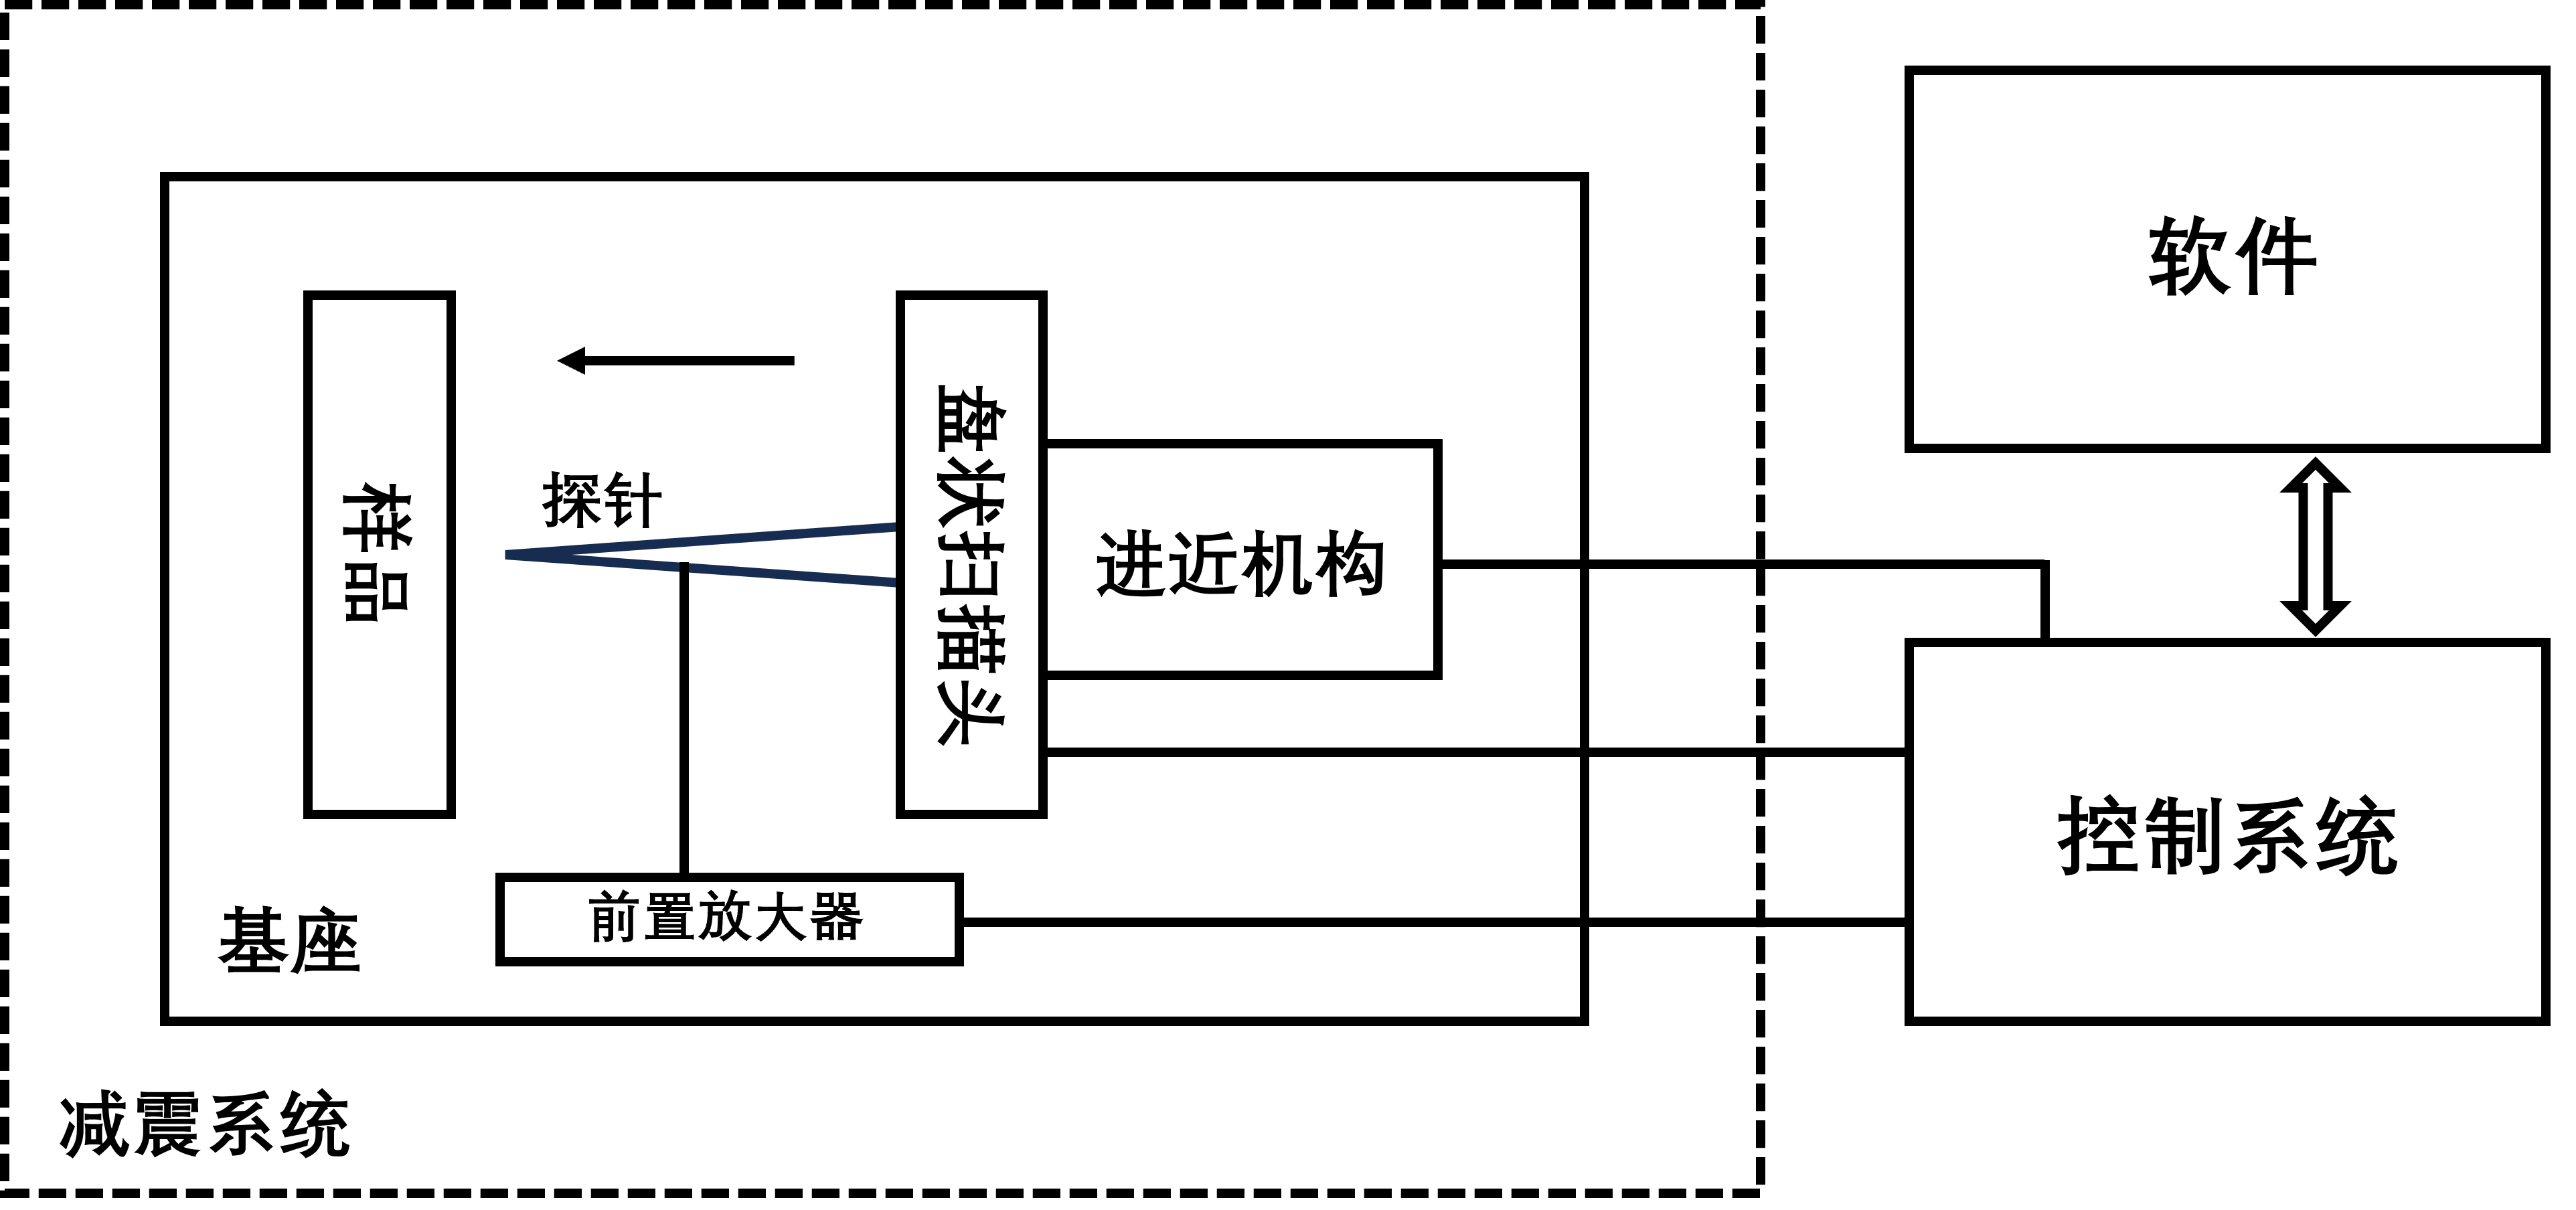 软件
样品
探针
盘状扫描头
进近机构
控制系统
前置放大器
基座
减震系统